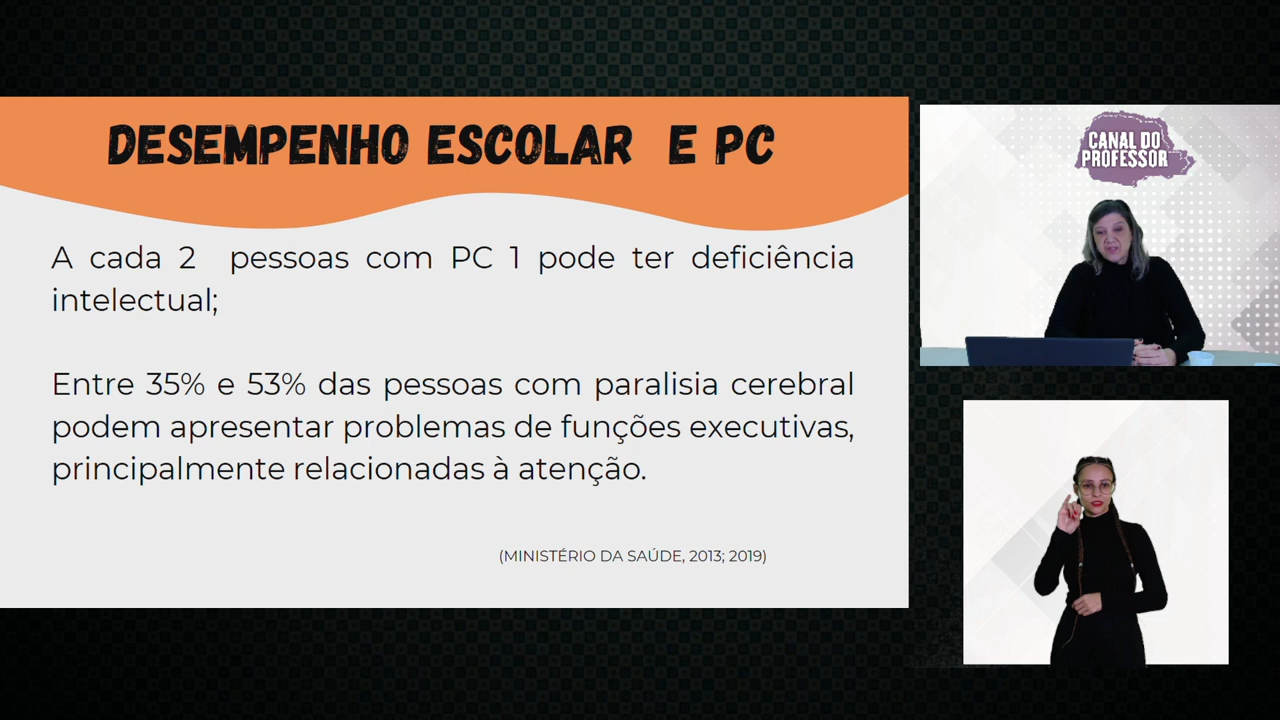 DESEMPENHO ESCOLAR E PC
A cada 2 pessoas com PC 1 pode ter deficiência
intelectual;
Entre 35% e 53% das pessoas com paralisia cerebral
podem apresentar problemas de funções executivas,
principalmente relacionadas à atenção.
(MINISTÉRIO DA SAÚDE, 2013; 2019)
CANAL DO
PROFESSOR